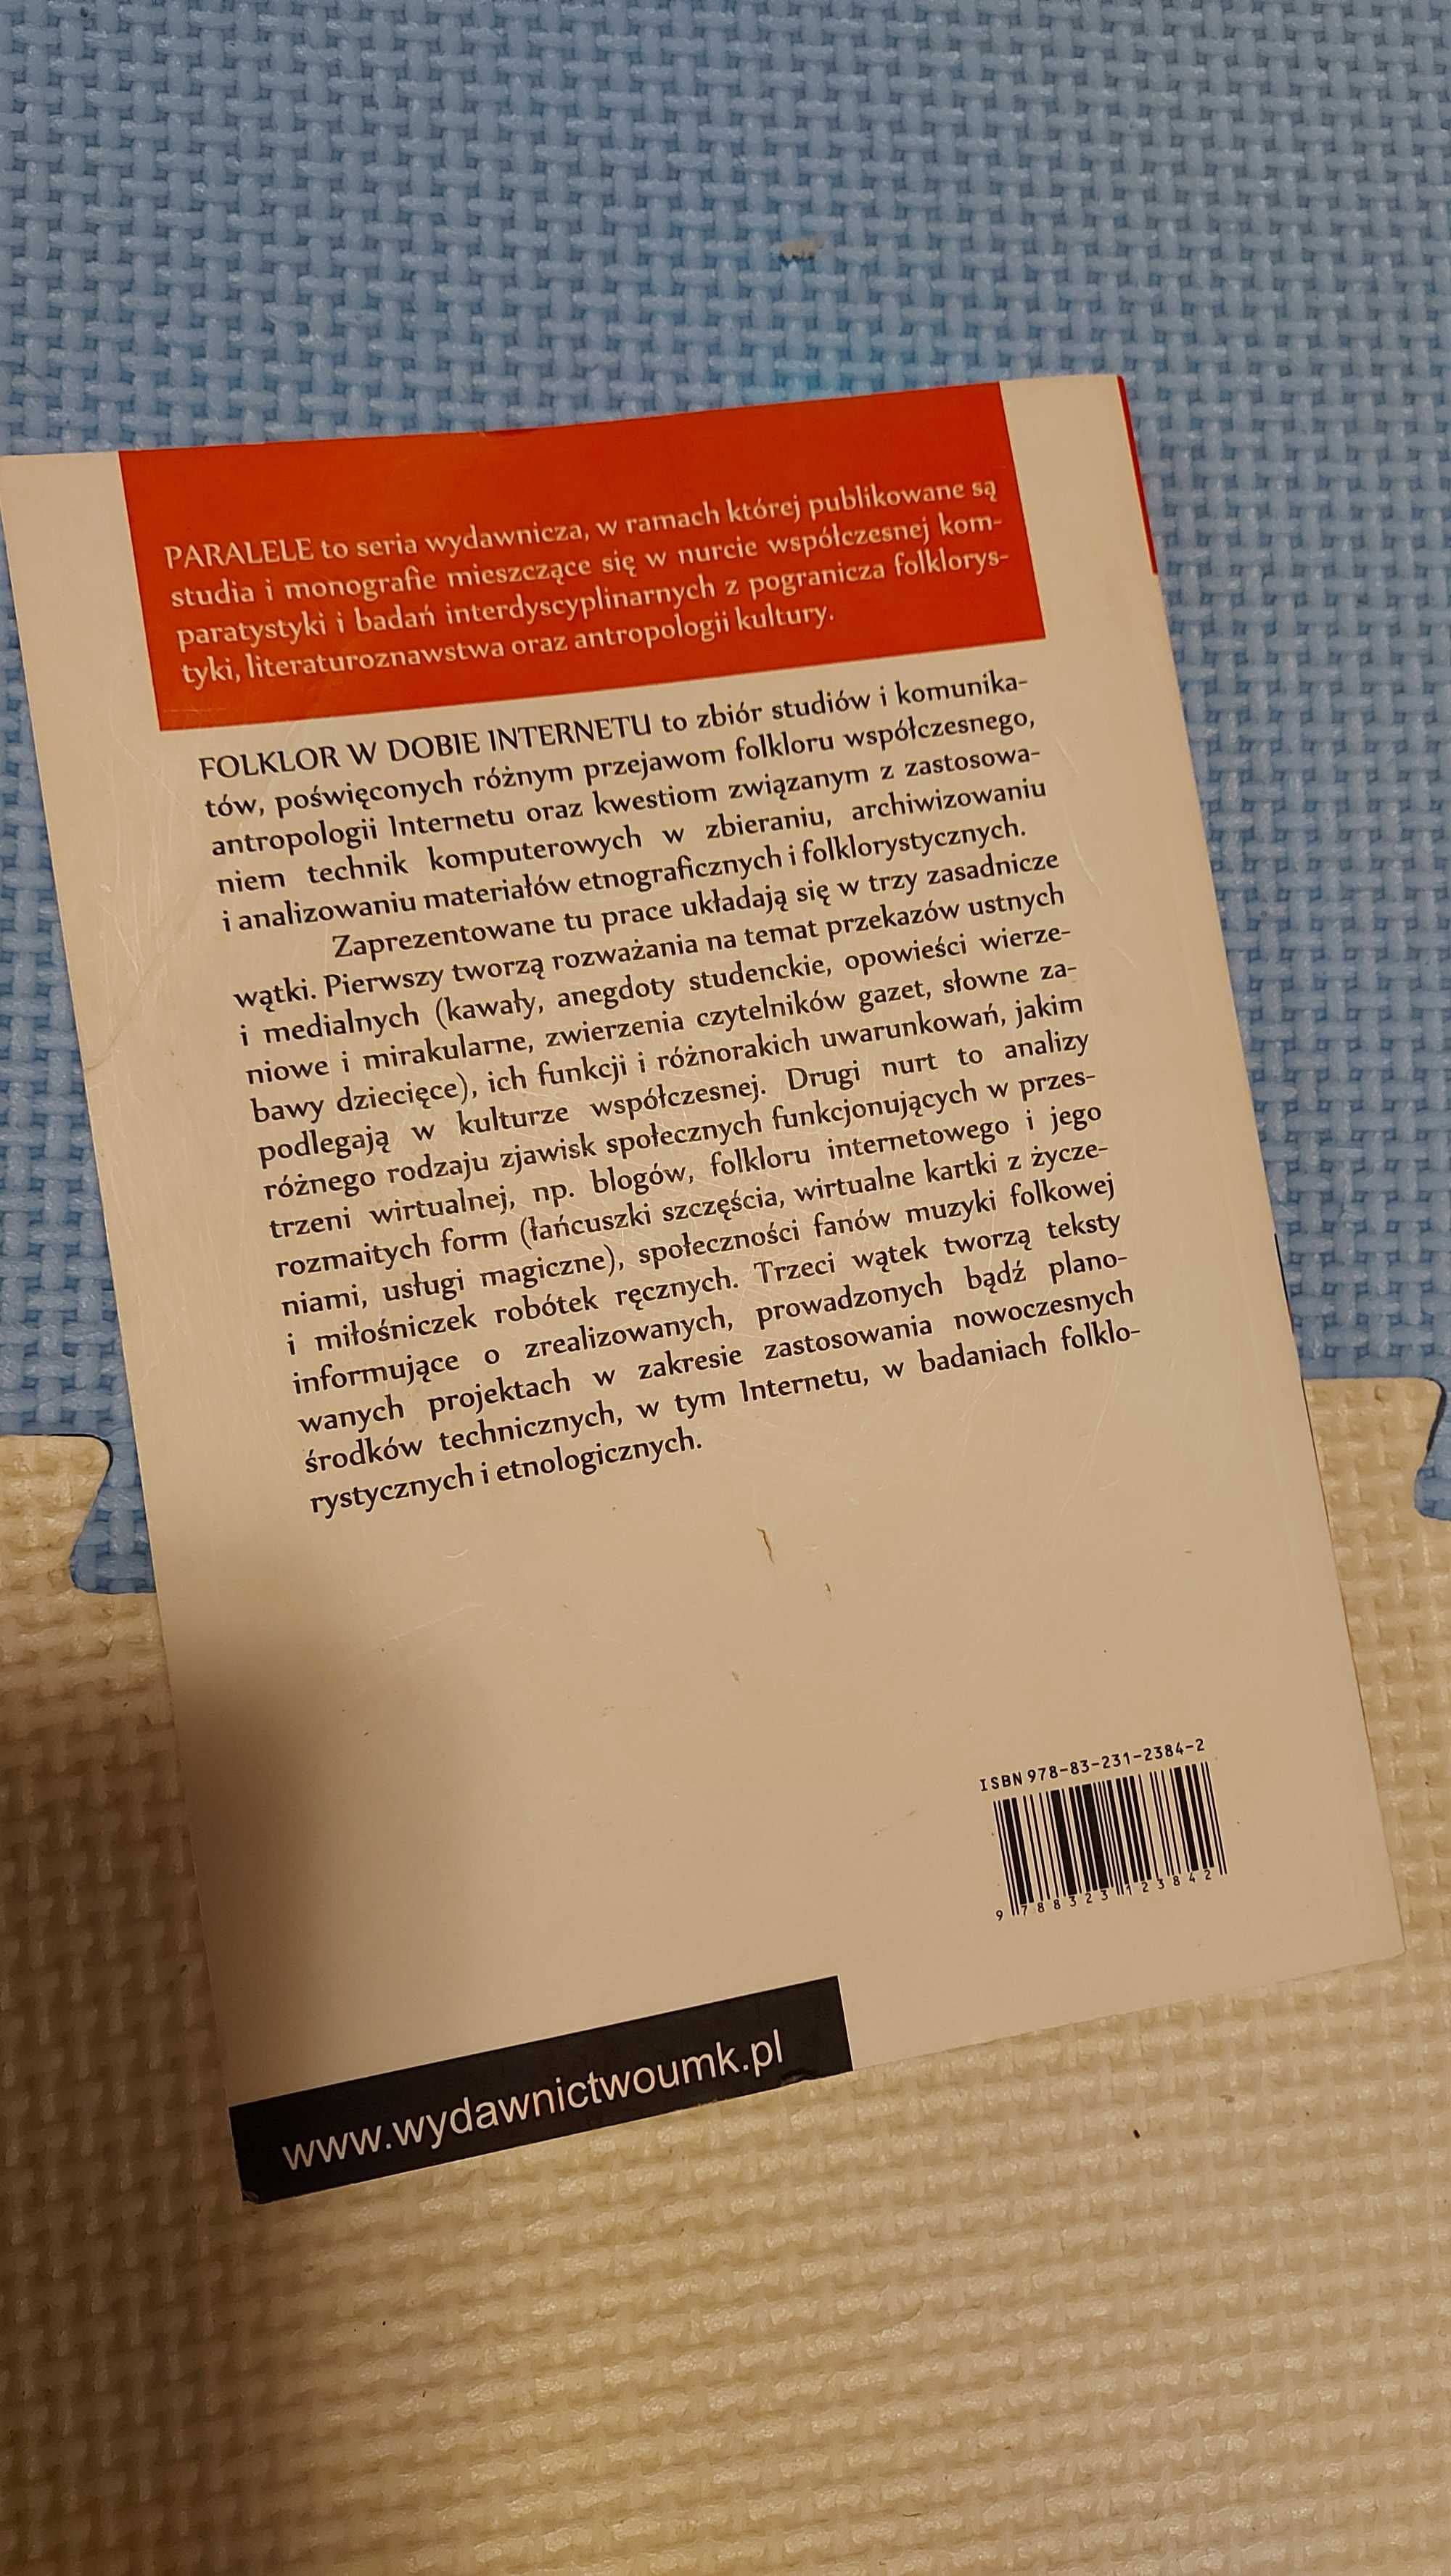 PARALELE to seria wydawnicza, w ramach której publikowane są
studia i monografie mieszczące się w nurcie współczesnej kom-
paratystyki i badań interdyscyplinarnych z pogranicza folklorys-
tyki, literaturoznawstwa oraz antropologii kultury.
FOLKLOR W DOBIE INTERNETU to zbiór studiów i komunika-
tów, poświęconych różnym przejawom folkloru współczesnego,
antropologii Internetu oraz kwestiom związanym z zastosowa-
niem technik komputerowych w zbieraniu, archiwizowaniu
i analizowaniu materiałów etnograficznych i folklorystycznych.
Zaprezentowane tu prace układają się w trzy zasadnicze
wątki. Pierwszy tworzą rozważania na temat przekazów ustnych
i medialnych (kawały, anegdoty studenckie, opowieści wierze-
niowe i mirakularne, zwierzenia czytelników gazet, słowne za-
bawy dziecięce), ich funkcji i różnorakich uwarunkowań, jakim
podlegają w kulturze współczesnej. Drugi nurt to analizy
różnego rodzaju zjawisk społecznych funkcjonujących w przes-
trzeni wirtualnej, np. blogów, folkloru internetowego i jego
rozmaitych form (łańcuszki szczęścia, wirtualne kartki z życze-
niami, usługi magiczne), społeczności fanów muzyki folkowej
i miłośniczek robótek ręcznych. Trzeci wątek tworzą teksty
informujące o zrealizowanych, prowadzonych bądź plano-
wanych projektach w zakresie zastosowania nowoczesnych
środków technicznych, w tym Internetu, w badaniach folklo-
rystycznych i etnologicznych.
ISBN 978-83-231-2384-2
9 788323 123842
www.wydawnictwoumk.pl